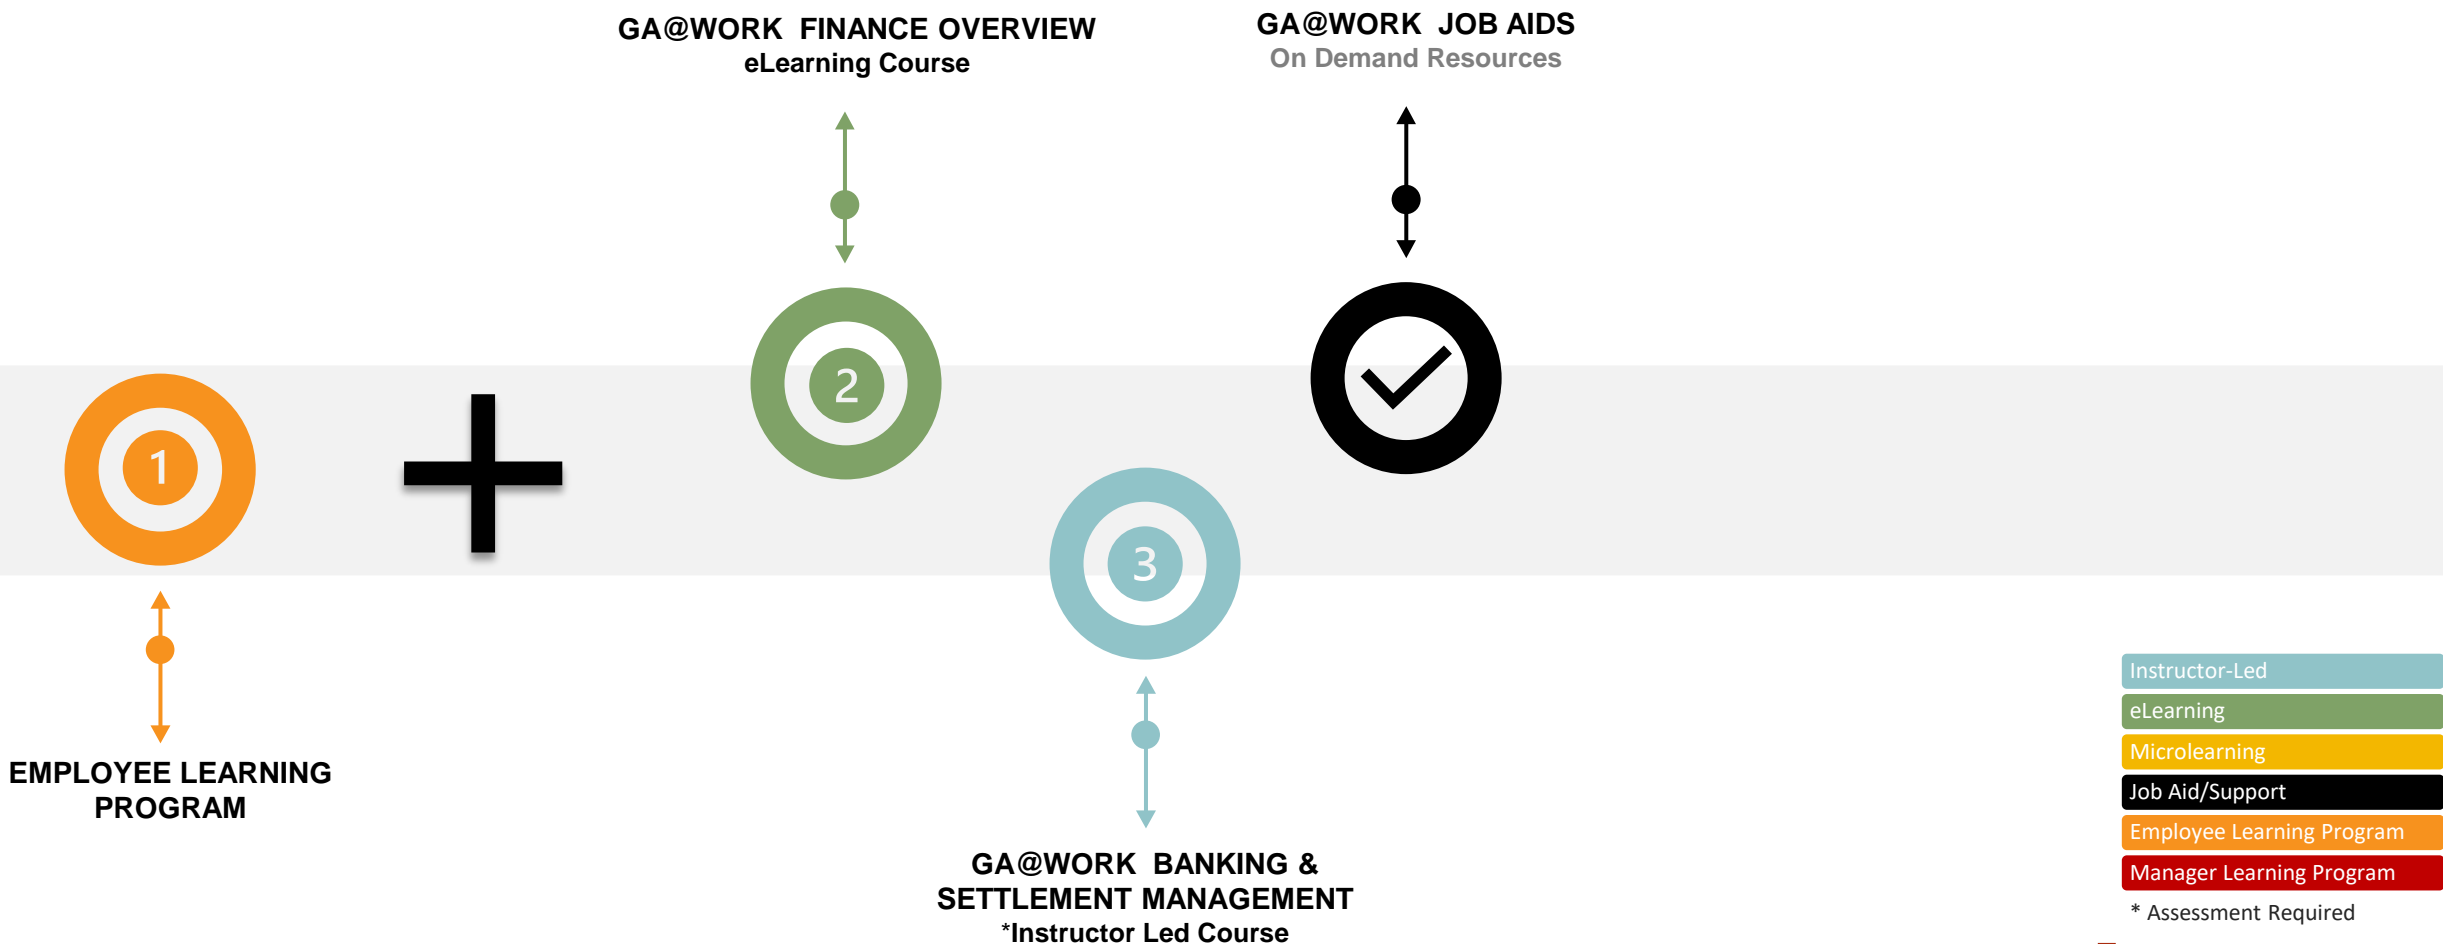 GA@WORK FINANCE OVERVIEW
eLearning Course
GA@WORK JOB AIDS
On Demand Resources
1
2
3
EMPLOYEE LEARNING
PROGRAM
GA@WORK BANKING &
SETTLEMENT MANAGEMENT
*Instructor Led Course
Instructor-Led
eLearning
Microlearning
Job Aid/Support
Employee Learning Program
Manager Learning Program
* Assessment Required